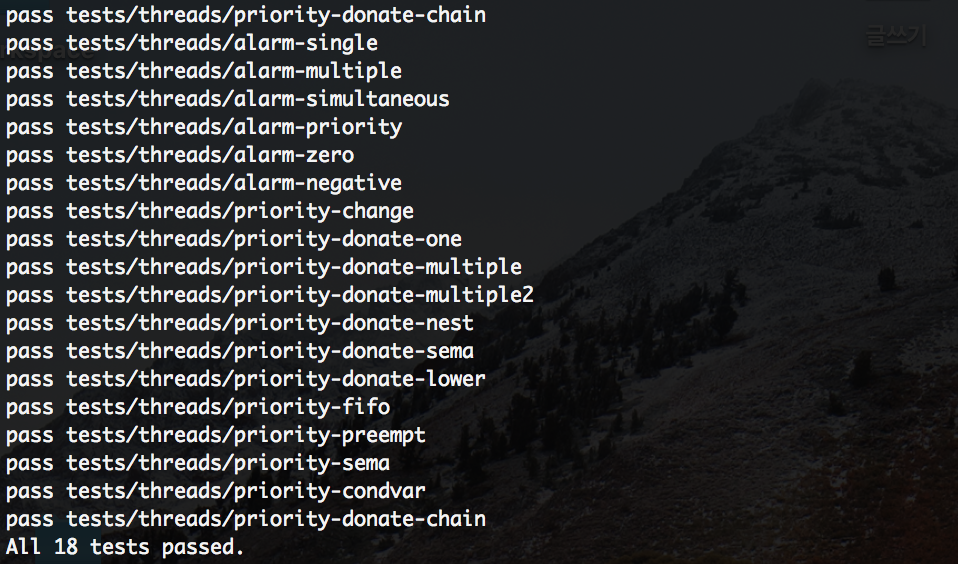 pass tests/threads/priority-donate-chain
글쓰기
pass tests/threads/alarm-single
pass tests/threads/alarm-multiple
pass tests/threads/alarm-simultaneous
pass tests/threads/alarm-priority
pass tests/threads/alarm-zero
pass tests/threads/alarm-negative
pass tests/threads/priority-change
pass tests/threads/priority-donate-one
pass tests/threads/priority-donate-multiple
pass tests/threads/priority-donate-multiple2
pass tests/threads/priority-donate-nest
pass tests/threads/priority-donate-sema
pass tests/threads/priority-donate-lower
pass tests/threads/priority-fifo
pass tests/threads/priority-preempt
pass tests/threads/priority-sema
pass tests/threads/priority-condvar
pass tests/threads/priority-donate-chain
All 18 tests passed.